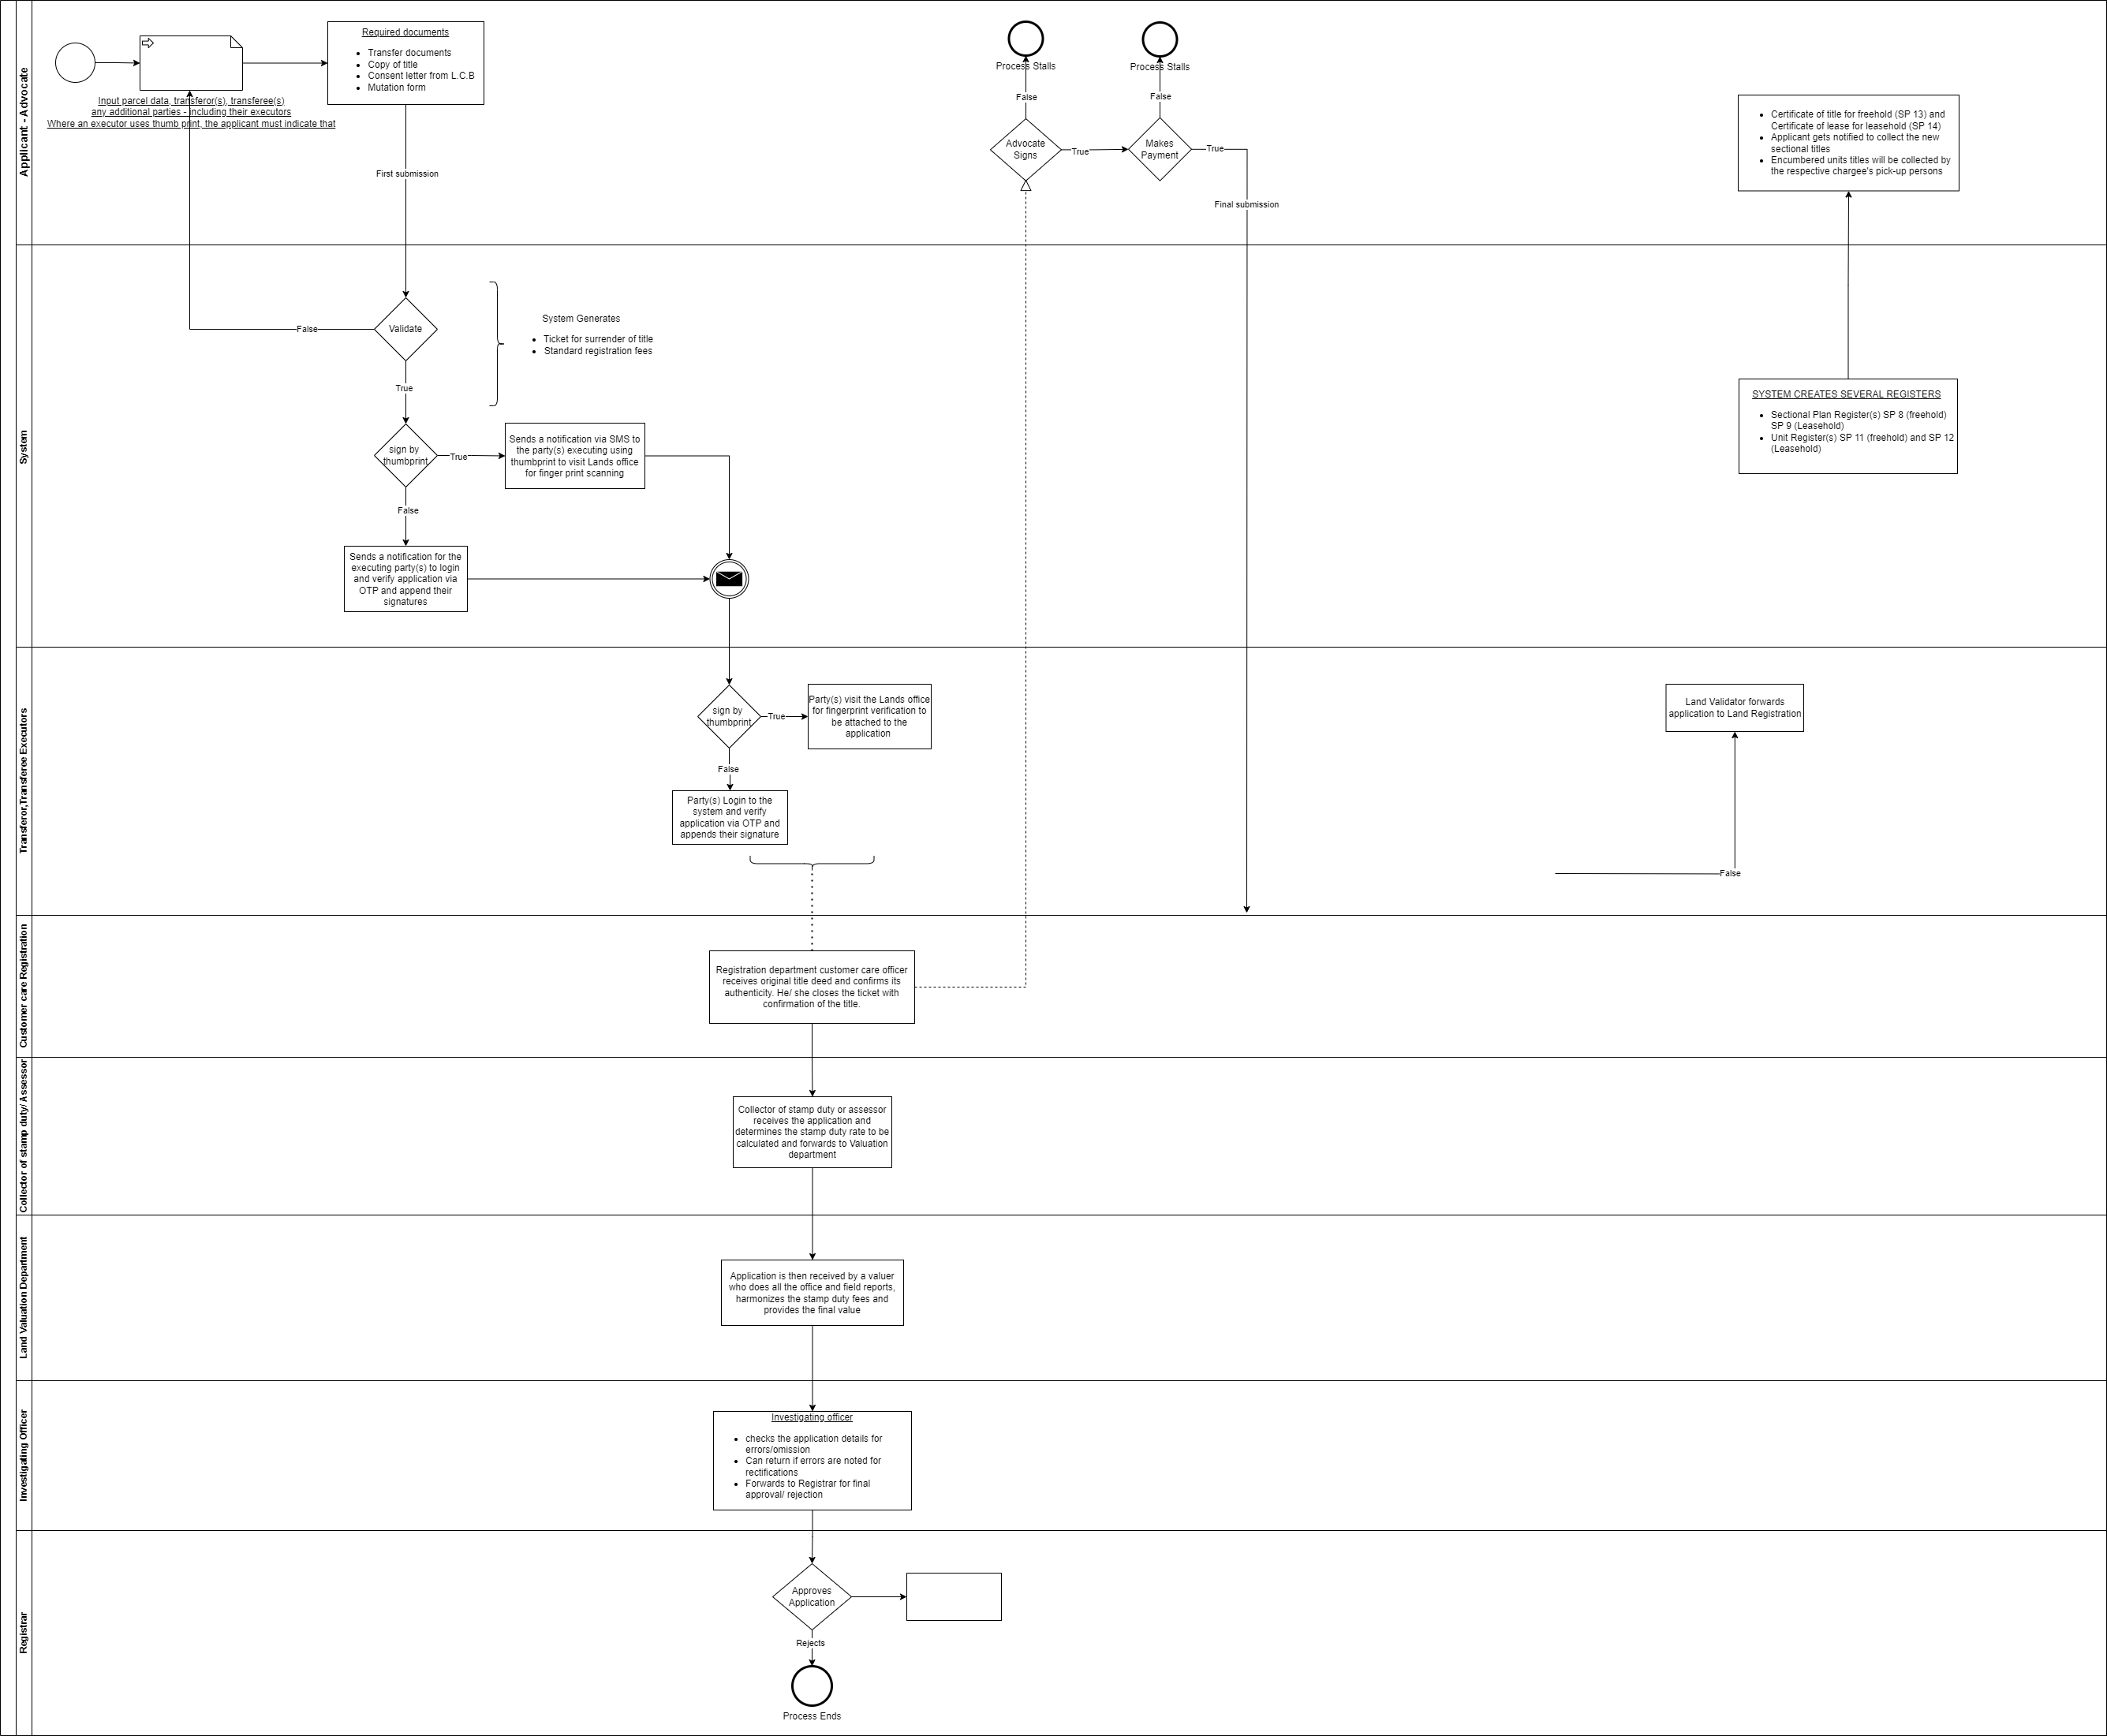 Applicant - Advocate
Input parcel data, transferor(s), transferee(s)
any additional parties - including their executors
Where an executor uses thumb print, the applicant must indicate that
Required documents
Transfer documents
Copy of title
Consent letter from L.C.B
Mutation form
First submission
Process Stalls
Process Stalls
False
False
Advocate
Signs
True
Makes
Payment
True
Final submission
Certificate of title for freehold (SP 13) and
Certificate of lease for leasehold (SP 14)
Applicant gets notified to collect the new
sectional titles
Encumbered units titles will be collected by
the respective chargee's pick-up persons
System
Validate
False
True
System Generates
Ticket for surrender of title
Standard registration fees
sign by
thumbprint
True
Sends a notification via SMS to
the party(s) executing using
thumbprint to visit Lands office
for finger print scanning
False
Sends a notification for the
executing party(s) to login
and verify application via
OTP and append their
signatures
SYSTEM CREATES SEVERAL REGISTERS
Sectional Plan Register(s) SP 8 (freehold)
SP 9 (Leasehold)
Unit Register(s) SP 11 (freehold) and SP 12
(Leasehold)
Transferor,Transferee Executors
sign by
thumbprint
True
Party(s) visit the Lands office
for fingerprint verification to
be attached to the
application
False
Party(s) Login to the
system and verify
application via OTP and
appends their signature
Land Validator forwards
application to Land Registration
False
Customer care Registration
Registration department customer care officer
receives original title deed and confirms its
authenticity. He/ she closes the ticket with
confirmation of the title.
Collector of stamp duty/ Assessor
Collector of stamp duty or assessor
receives the application and
determines the stamp duty rate to be
calculated and forwards to Valuation
department
Land Valuation Department
Application is then received by a valuer
who does all the office and field reports,
harmonizes the stamp duty fees and
provides the final value
Investigating Officer
Investigating officer
checks the application details for
errors/omission
Can return if errors are noted for
rectifications
Forwards to Registrar for final
approval/ rejection
Registrar
Approves
Application
Rejects
Process Ends